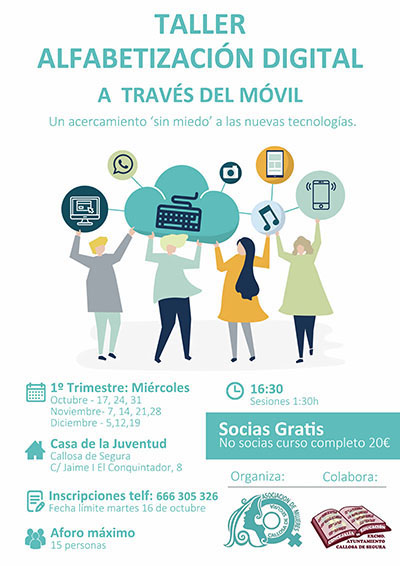 TALLER
ALFABETIZACIÓN DIGITAL
A TRAVÉS DEL MÓVIL
Un acercamiento 'sin miedo' a las nuevas tecnologías.
1º Trimestre: Miércoles
Octubre - 17, 24, 31
Noviembre- 7, 14, 21,28
Diciembre - 5,12,19
16:30
Sesiones 1:30h
Socias Gratis
No socias curso completo 20€
Casa de la Juventud
Callosa de Segura
C/ Jaime I El Conquintador, 8
Inscripciones telf: 666 305 326
Fecha límite martes 16 de octubre
Aforo máximo
15 personas
Organiza:
Colabora:
ASOCIACIÓN DE MUJERES
CONCEJALÍA DE EDUCACIÓN
EXCMO.
AYUNTAMIENTO
CALLOSA DE SEGURA